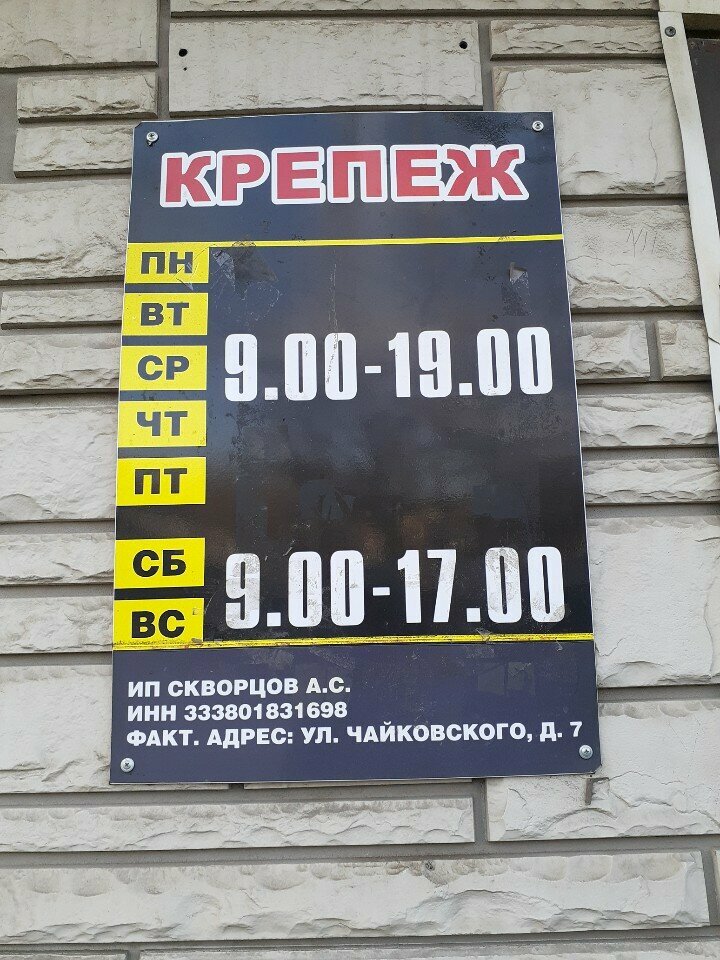 КРЕПЕЖ
ПН
ВТ
СР
9.00-19.00
ЧТ
ПТ
СБ
9.00-17.00
ВС
ИП СКВОРЦОВ А.С.
ИНН 333801831698
ФАКТ. АДРЕС: УЛ. ЧАЙКОВСКОГО, Д. 7